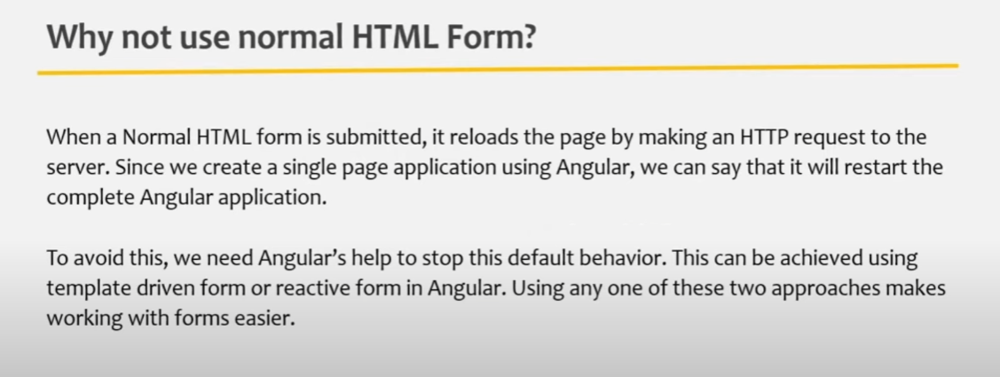 Why not use normal HTML Form?
When a Normal HTML form is submitted, it reloads the page by making an HTTP request to the
server. Since we create a single page application using Angular, we can say that it will restart the
complete Angular application.
To avoid this, we need Angular’s help to stop this default behavior. This can be achieved using
template driven form or reactive form in Angular. Using any one of these two approaches makes
working with forms easier.